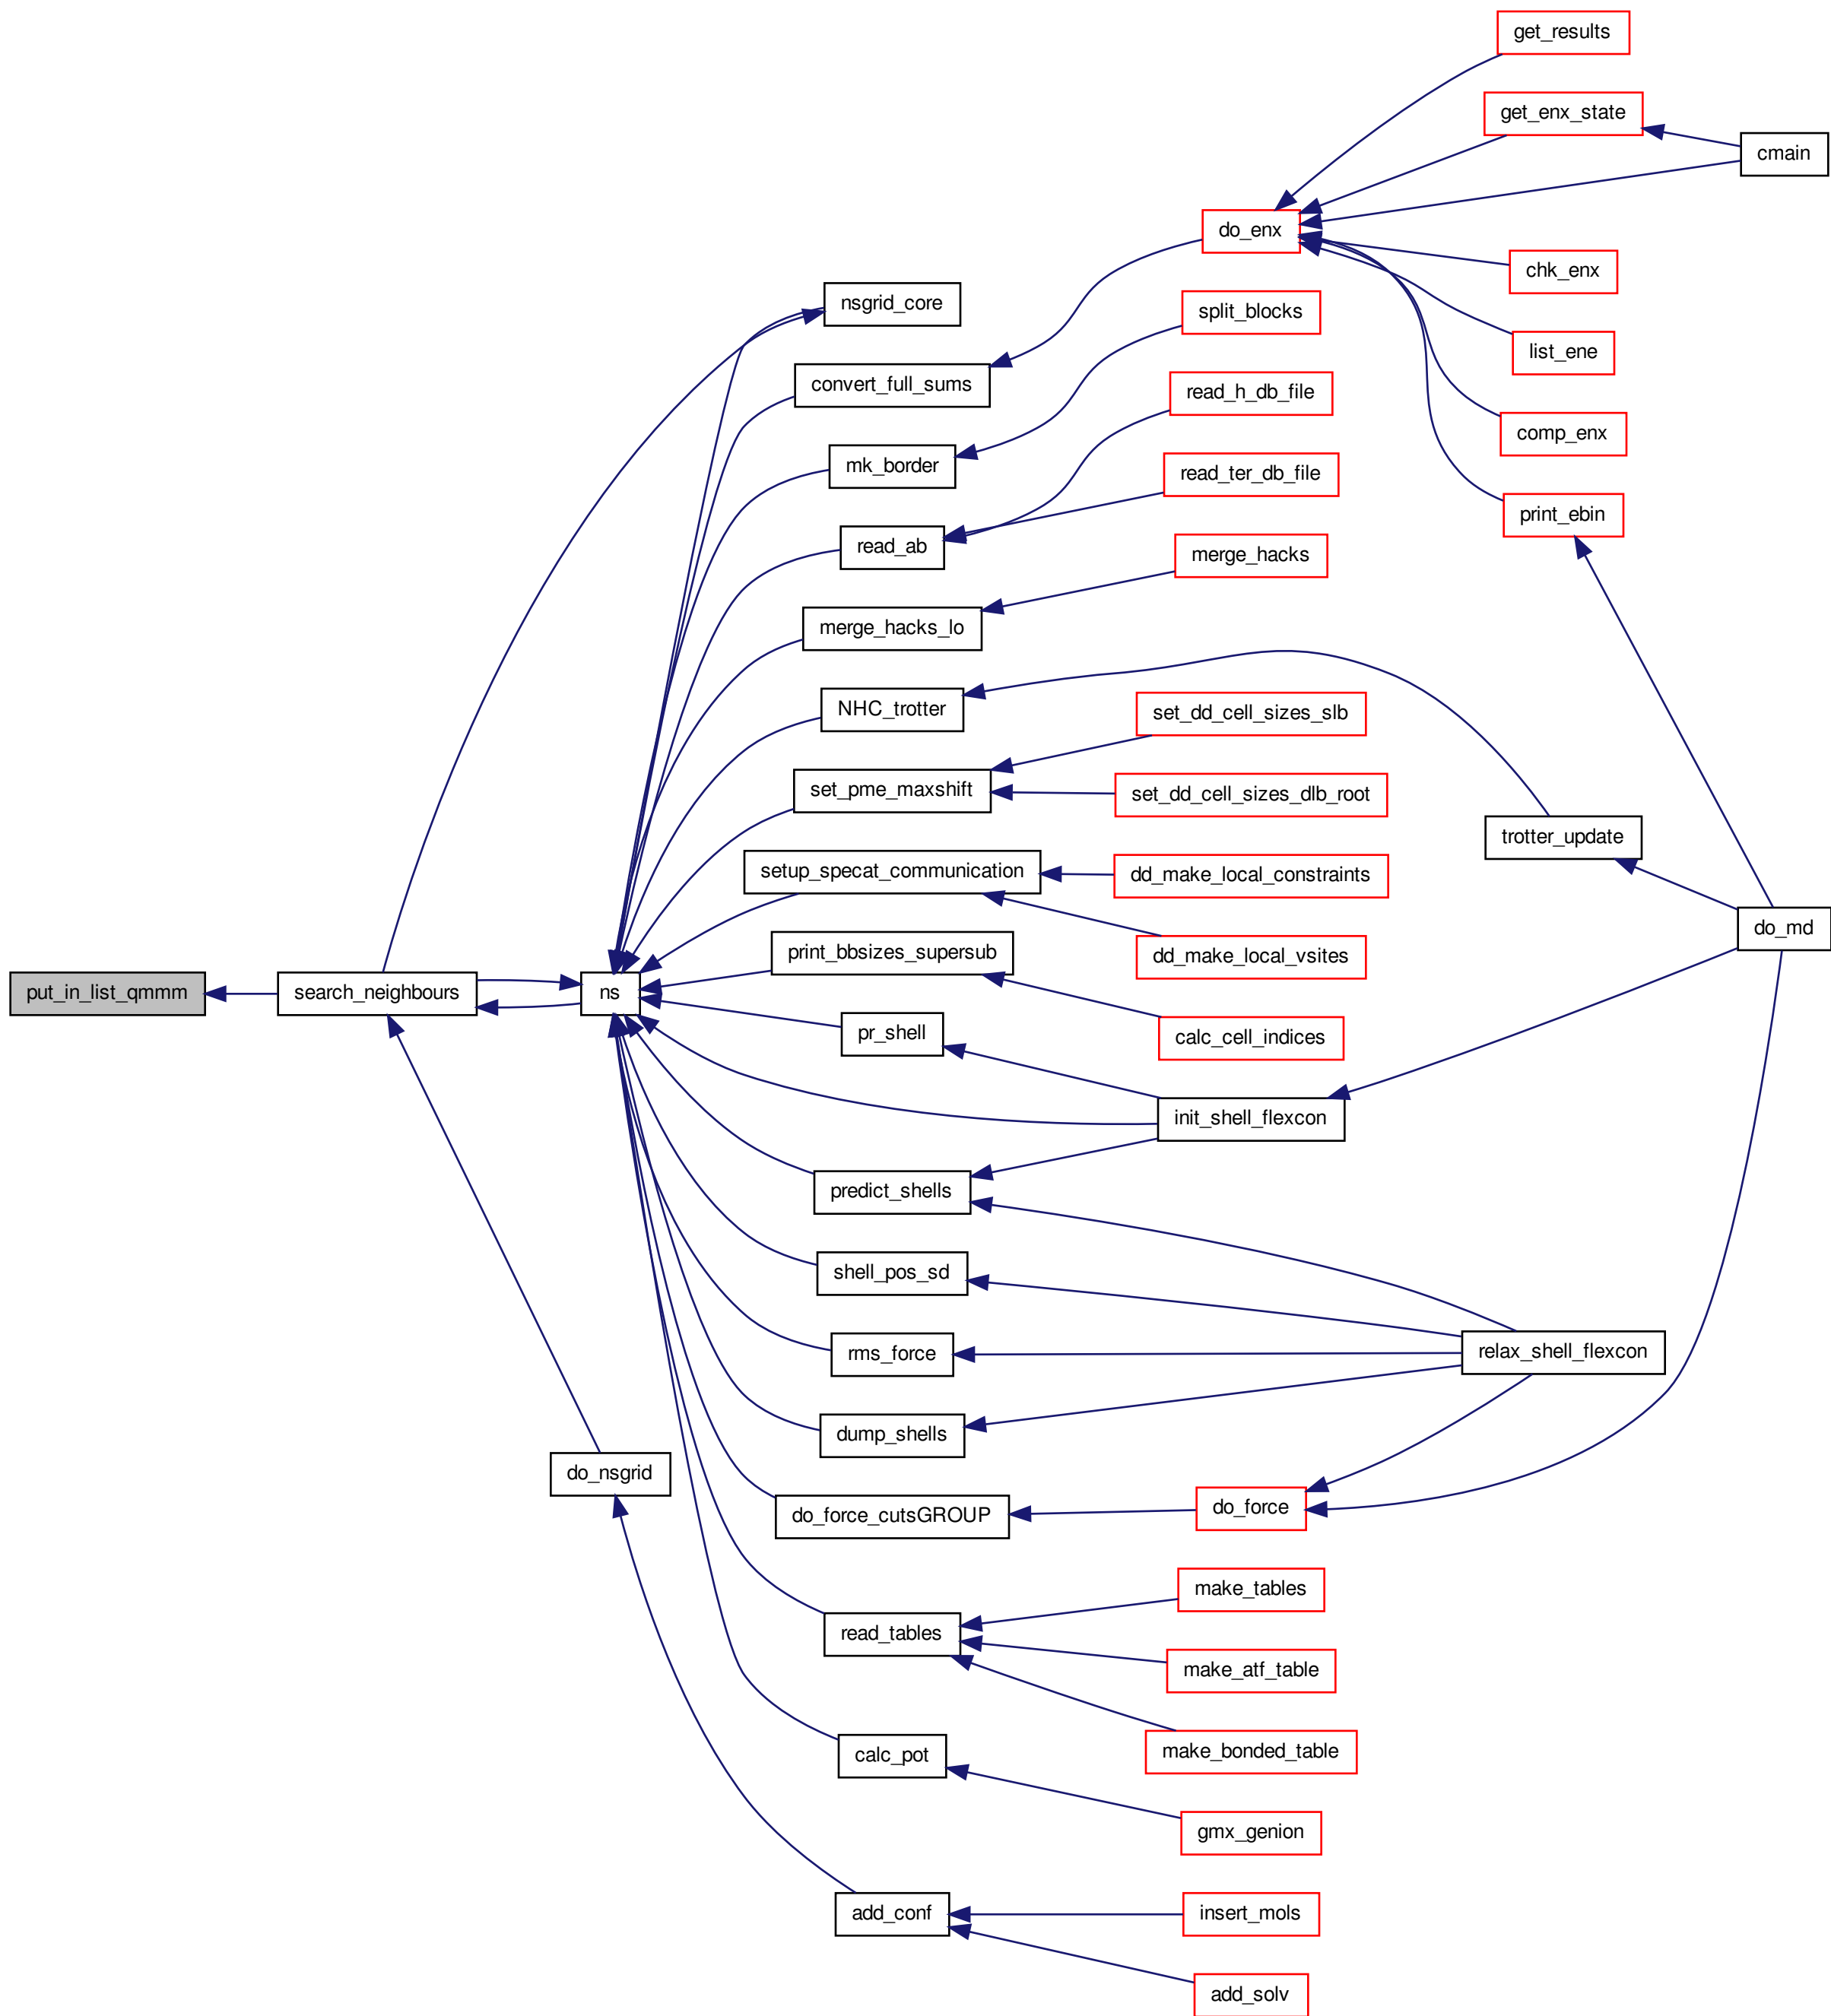 get_results
get_enx_state
cmain
do_enx
chk_enx
nsgrid_core
split_blocks
list_ene
convert_full_sums
read_h_db_file
comp_enx
mk_border
read_ter_db_file
print_ebin
read_ab
merge_hacks
merge_hacks_lo
NHC_trotter
set_dd_cell_sizes_slb
set_pme_maxshift
set_dd_cell_sizes_dlb_root
trotter_update
setup_specat_communication
dd_make_local_constraints
do_md
print_bbsizes_supersub
dd_make_local_vsites
put_in_list_qmmm
search_neighbours
ns
pr_shell
calc_cell_indices
init_shell_flexcon
predict_shells
shell_pos_sd
rms_force
relax_shell_flexcon
dump_shells
do_nsgrid
do_force_cutsGROUP
do_force
make_tables
read_tables
make_atf_table
make_bonded_table
calc_pot
gmx_genion
add_conf
insert_mols
add_solv